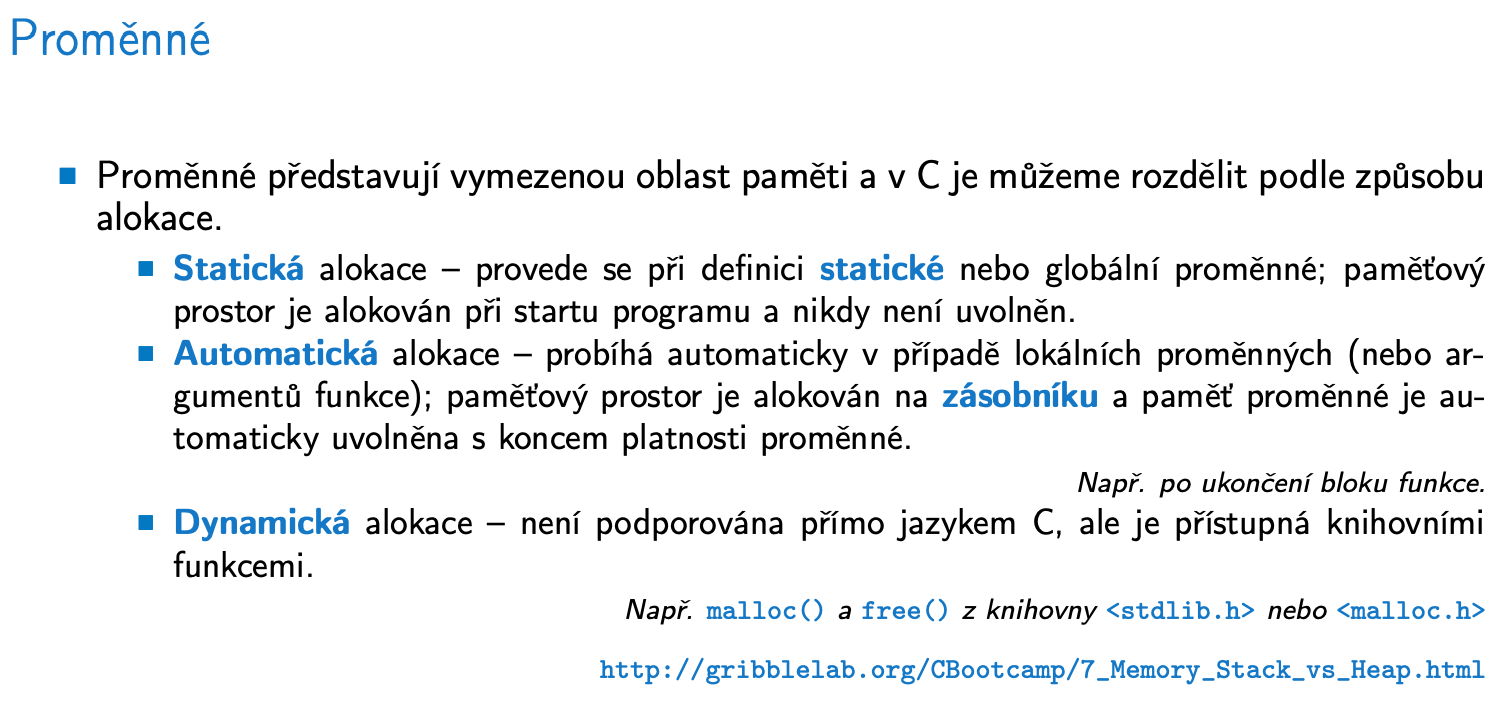 Proměnné
Proměnné představují vymezenou oblast paměti a v C je můžeme rozdělit podle způsobu
alokace.
Statická alokace – provede se při definici statické nebo globální proměnné; paměťový
prostor je alokován při startu programu a nikdy není uvolněn.
Automatická alokace – probíhá automaticky v případě lokálních proměnných (nebo ar-
gumentů funkce); paměťový prostor je alokován na zásobníku a paměť proměnné je au-
tomaticky uvolněna s koncem platnosti proměnné.
Např. po ukončení bloku funkce.
Dynamická alokace – není podporována přímo jazykem C, ale je přístupná knihovními
funkcemi.
Např. malloc() a free() z knihovny <stdlib.h> nebo <malloc.h>
http://gribblelab.org/CBootcamp/7_Memory_Stack_vs_Heap.html